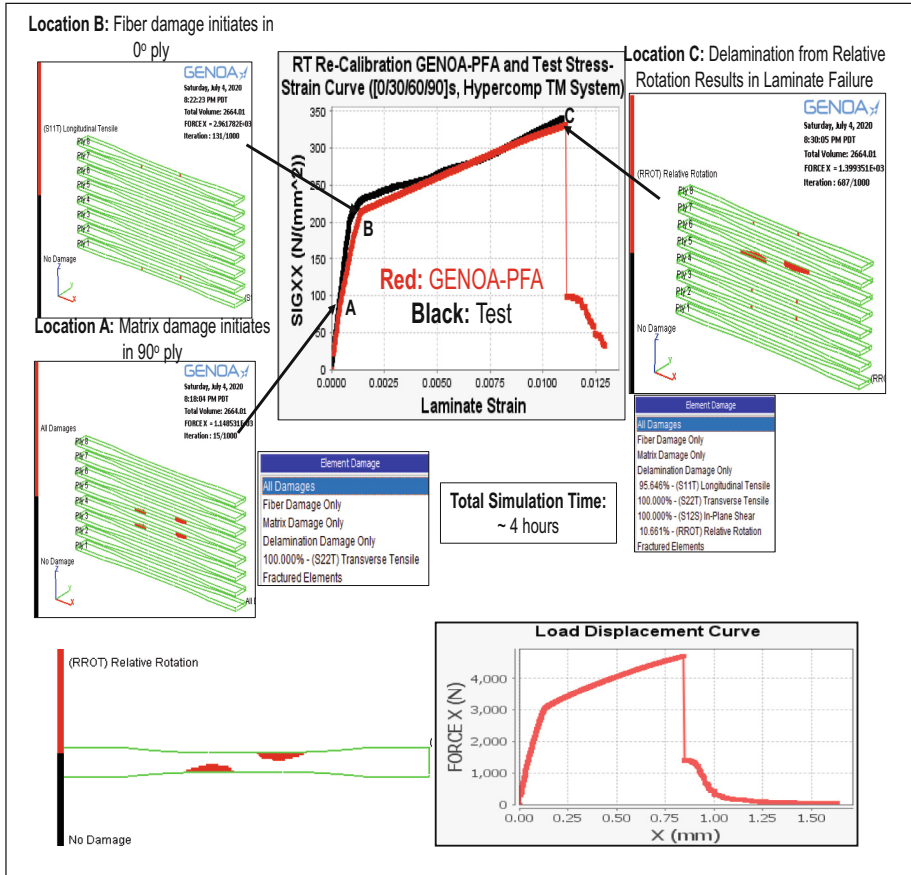 Location B: Fiber damage initiates in
0º ply
GENOA
Saturday, July 4, 2020
8:22:23 PM PDT
Total Volume: 2664.01
FORCE X = 2.961782E+03
Iteration : 131/1000
(S11T) Longitudinal Tensile
Ply 8
Ply 7
Ply 6
Ply 5
Ply 4
Ply 3
Ply 2
Ply 1
No Damage
(S
Z
Y
X
RT Re-Calibration GENOA-PFA and Test Stress-
Strain Curve ([0/30/60/90]s, Hypercomp TM System)
SIGXX (N/(mm^2))
350
300
250
200
150
100
50
0
A
B
C
Red: GENOA-PFA
Black: Test
0.0000
0.0025
0.0050
0.0075
0.0100
0.0125
Laminate Strain
Location C: Delamination from Relative
Rotation Results in Laminate Failure
GENOA
Saturday, July 4, 2020
8:30:05 PM PDT
Total Volume: 2664.01
FORCE X = 1.399351E+03
Iteration : 687/1000
(RROT) Relative Rotation
Ply 8
Ply 7
Ply 6
Ply 5
Ply 4
Ply 3
Ply 2
Ply 1
No Damage
(RRO
Z
Y
X
Location A: Matrix damage initiates
in 90º ply
GENOA
Saturday, July 4, 2020
8:18:04 PM PDT
Total Volume: 2664.01
FORCE X = 1.148531E+03
Iteration : 15/1000
All Damages
Ply 8
Ply 7
Ply 6
Ply 5
Ply 4
Ply 3
Ply 2
Ply 1
No Damage
All D
Z
Y
X
Element Damage
All Damages
Fiber Damage Only
Matrix Damage Only
Delamination Damage Only
100.000% - (S22T) Transverse Tensile
Fractured Elements
Total Simulation Time:
~ 4 hours
Element Damage
All Damages
Fiber Damage Only
Matrix Damage Only
Delamination Damage Only
95.646% - (S11T) Longitudinal Tensile
100.000% - (S22T) Transverse Tensile
100.000% - (S12S) In-Plane Shear
10.661% - (RROT) Relative Rotation
Fractured Elements
(RROT) Relative Rotation
(
No Damage
Load Displacement Curve
FORCE X (N)
4,000
3,000
2,000
1,000
0
0.00
0.25
0.50
0.75
1.00
1.25
1.50
X (mm)